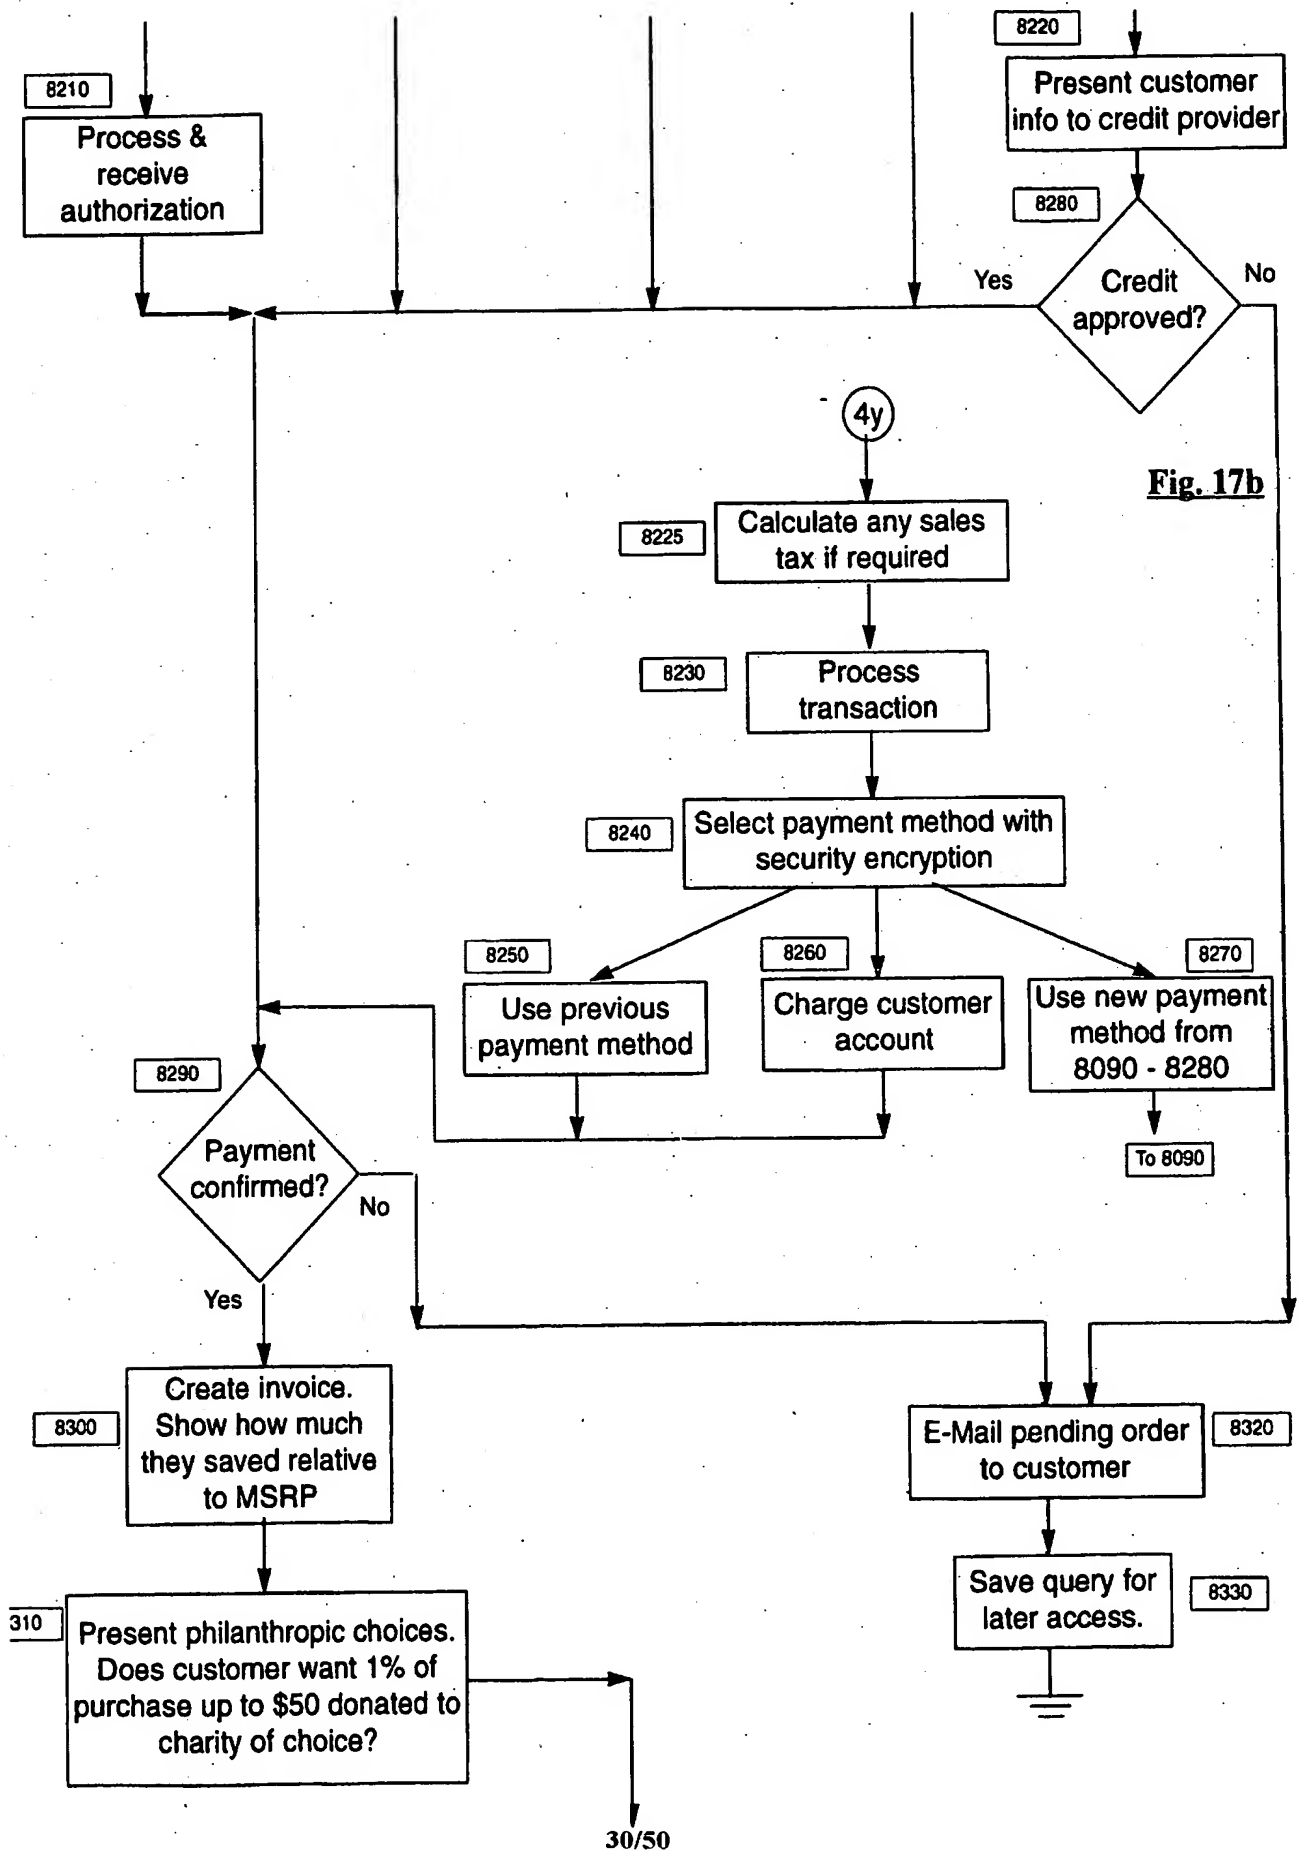 8220
Present customer
info to credit provider
8210
Process &
receive
authorization
8280
Credit
approved?
Yes
No
4y
Fig. 17b
8225
Calculate any sales
tax if required
8230
Process
transaction
8240
Select payment method with
security encryption
8250
Use previous
payment method
8260
Charge customer
account
8270
Use new payment
method from
8090 - 8280
To 8090
8290
Payment
confirmed?
No
Yes
8300
Create invoice.
Show how much
they saved relative
to MSRP
8320
E-Mail pending order
to customer
8330
Save query for
later access.
310
Present philanthropic choices.
Does customer want 1% of
purchase up to $50 donated to
charity of choice?
30/50